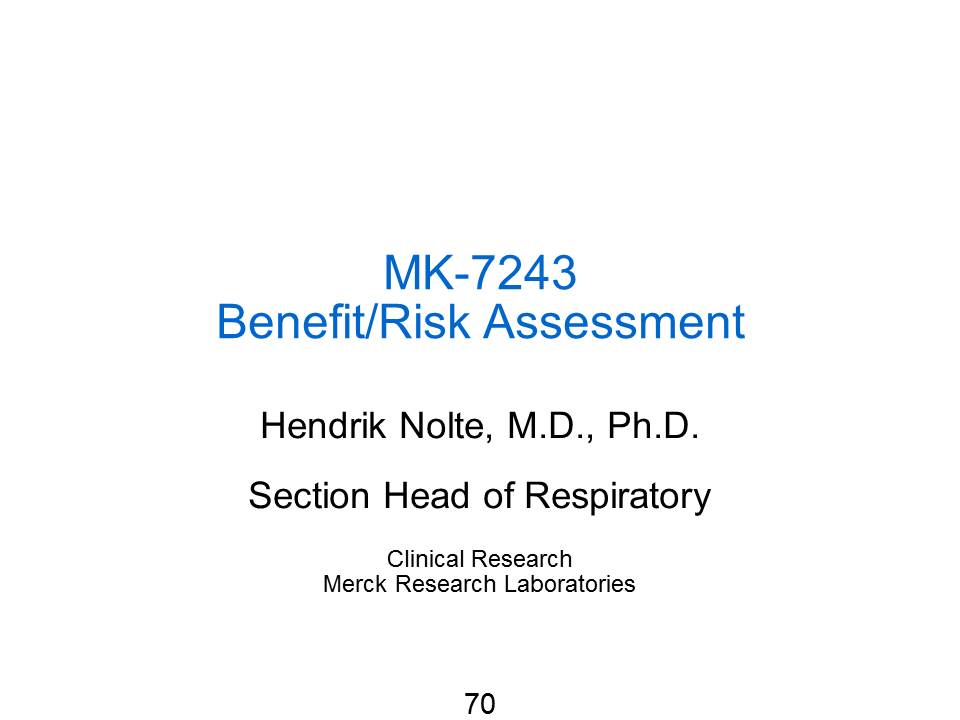 MK-7243
Benefit/Risk Assessment
Hendrik Nolte, M.D., Ph.D.
Section Head of Respiratory
Clinical Research
Merck Research Laboratories
70